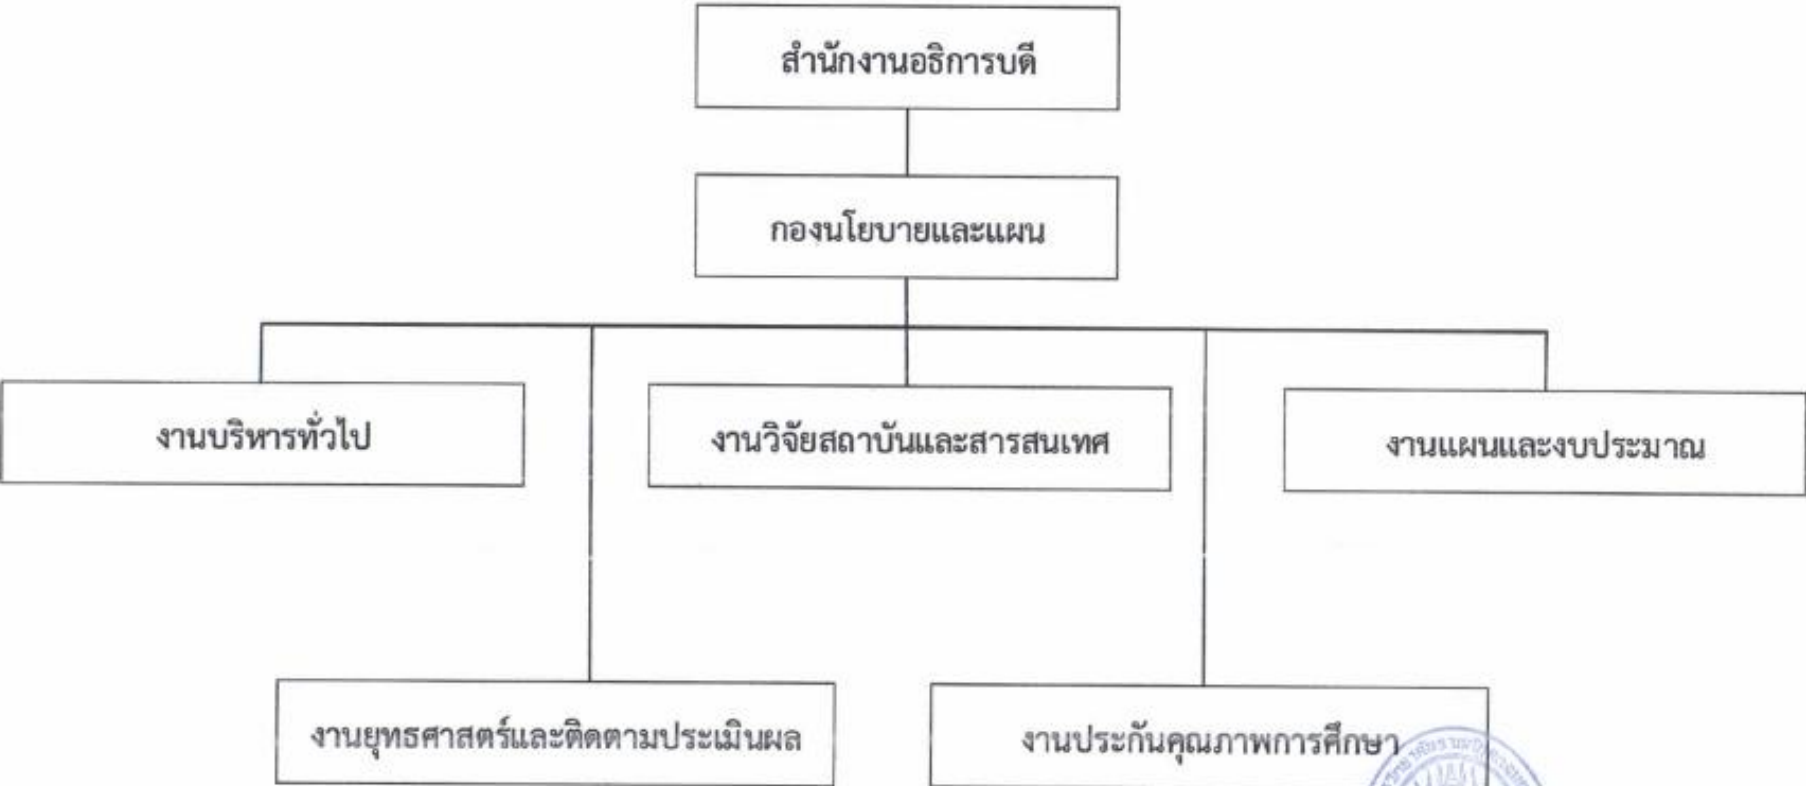 สำนักงานอธิการบดี
กองนโยบายและแผน
งานบริหารทั่วไป
งานวิจัยสถาบันและสารสนเทศ
งานแผนและงบประมาณ
งานยุทธศาสตร์และติดตามประเมินผล
งานประกันคุณภาพการศึกษา